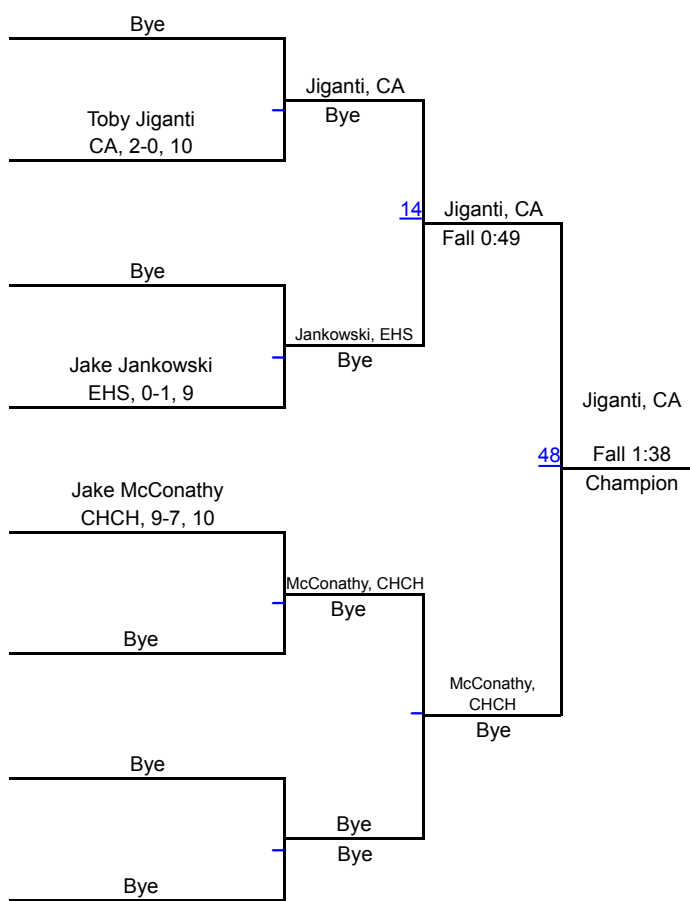 Bye
Jiganti, CA
Bye
Toby Jiganti
CA, 2-0, 10
14
Jiganti, CA
Fall 0:49
Bye
Jankowski, EHS
Bye
Jake Jankowski
EHS, 0-1, 9
Jiganti, CA
48
Fall 1:38
Champion
Jake McConathy
CHCH, 9-7, 10
McConathy, CHCH
Bye
Bye
McConathy,
CHCH
Bye
Bye
Bye
Bye
Bye